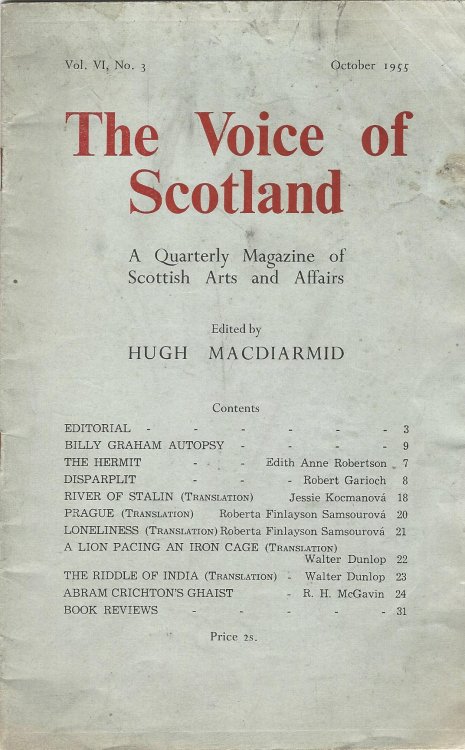 Vol. VI, No. 3 October 1955
The Voice of
Scotland
A Quarterly Magazine of
Scottish Arts and Affairs
Edited by
HUGH MACDIARMID
Contents
EDITORIAL - - - - - - 3
BILLY GRAHAM AUTOPSY - - - - 9
THE HERMIT - - - Edith Anne Robertson 7
DISPARPLIT - - - Robert Garioch 8
RIVER OF STALIN (TRANSLATION) Jessie Kocmanová 18
PRAGUE (TRANSLATION) Roberta Finlayson Samsourová 20
LONELINESS (TRANSLATION) Roberta Finlayson Samsourová 21
A LION PACING AN IRON CAGE (TRANSLATION)
Walter Dunlop 22
THE RIDDLE OF INDIA (TRANSLATION) - Walter Dunlop 23
ABRAM CRICHTON'S GHAIST - R. H. McGavin 24
BOOK REVIEWS - - - - - 31
Price 2s.